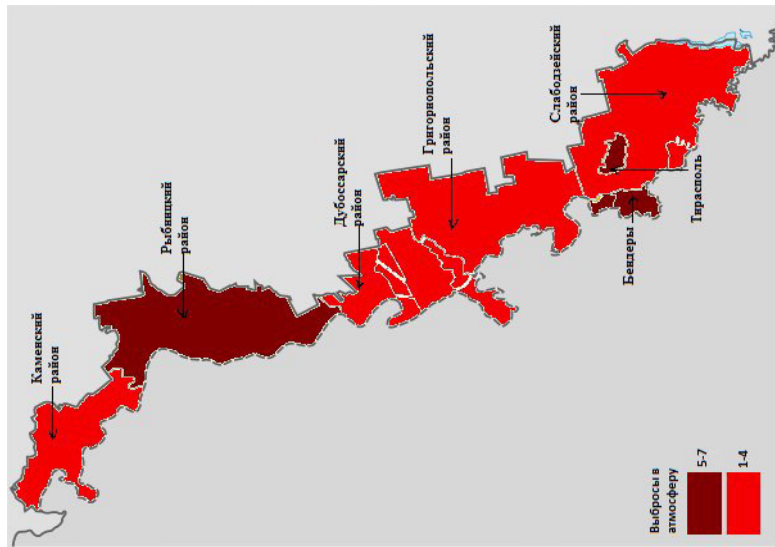 Каменский
район
Рыбницкий
район
Дубоссарский
район
Григориопольский
район
Слабодзейский
район
Тирасполь
Бендеры
Выбросы в
атмосферу
5-7
1-4